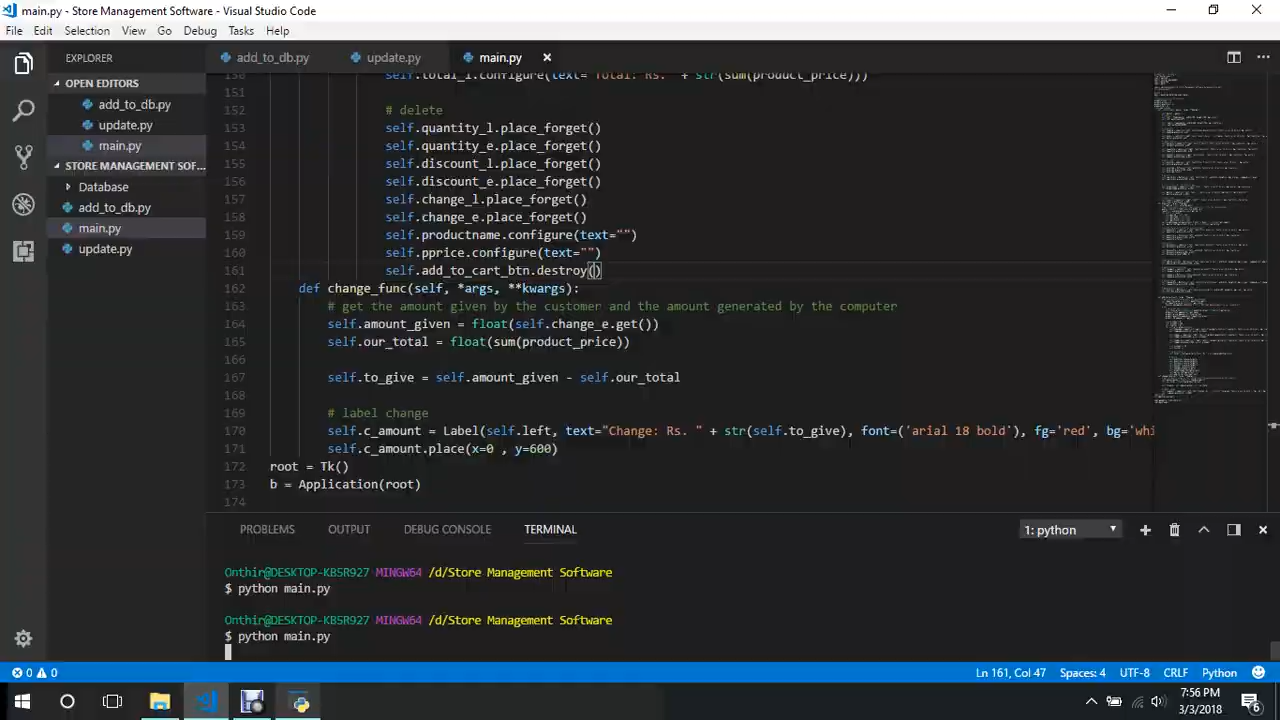 main.py - Store Management Software - Visual Studio Code
File Edit Selection View Go Debug Tasks Help
EXPLORER
add_to_db.py update.py main.py
OPEN EDITORS
add_to_db.py
update.py
main.py
STORE MANAGEMENT SOF...
Database
add_to_db.py
main.py
update.py
150 self.total_l.configure(text="Total: Rs. " + str(sum(product_price)))
151
152 # delete
153 self.quantity_l.place_forget()
154 self.quantity_e.place_forget()
155 self.discount_l.place_forget()
156 self.discount_e.place_forget()
157 self.change_l.place_forget()
158 self.change_e.place_forget()
159 self.productname.configure(text="")
160 self.pprice.configure(text="")
161 self.add_to_cart_btn.destroy()
162 def change_func(self, *args, **kwargs):
163 # get the amount given by the customer and the amount generated by the computer
164 self.amount_given = float(self.change_e.get())
165 self.our_total = float(sum(product_price))
166
167 self.to_give = self.amount_given - self.our_total
168
169 # label change
170 self.c_amount = Label(self.left, text="Change: Rs. " + str(self.to_give), font=('arial 18 bold'), fg='red', bg='whi
171 self.c_amount.place(x=0 , y=600)
172 root = Tk()
173 b = Application(root)
174
PROBLEMS OUTPUT DEBUG CONSOLE TERMINAL 1: python
Onthir@DESKTOP-KB5R927 MINGW64 /d/Store Management Software
$ python main.py
Onthir@DESKTOP-KB5R927 MINGW64 /d/Store Management Software
$ python main.py
0 0 Ln 161, Col 47 Spaces: 4 UTF-8 CRLF Python
7:56 PM
3/3/2018
6